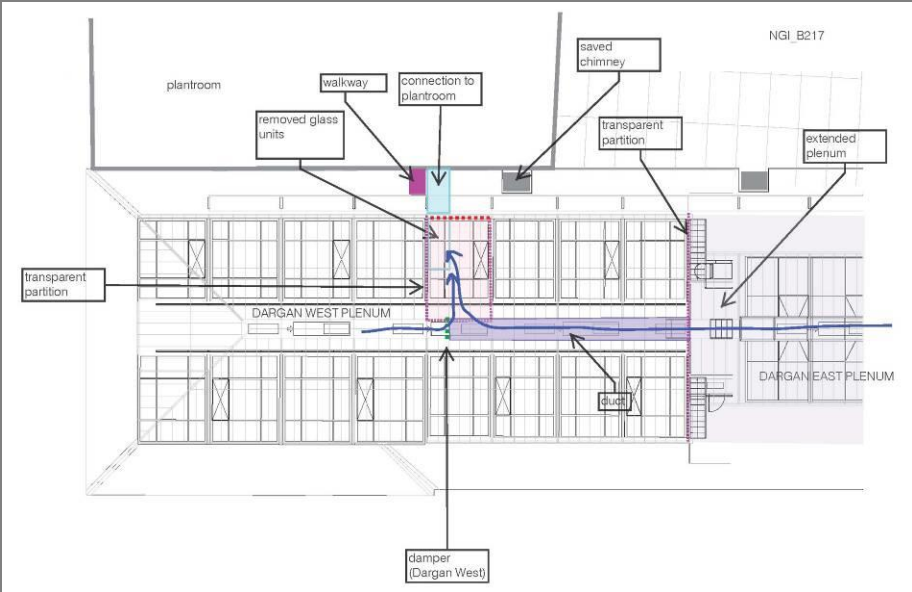 NGI_B217
saved
chimney
plantroom
walkway
connection to
plantroom
removed glass
units
transparent
partition
extended
plenum
transparent
partition
DARGAN WEST PLENUM
DARGAN EAST PLENUM
duct
damper
(Dargan West)